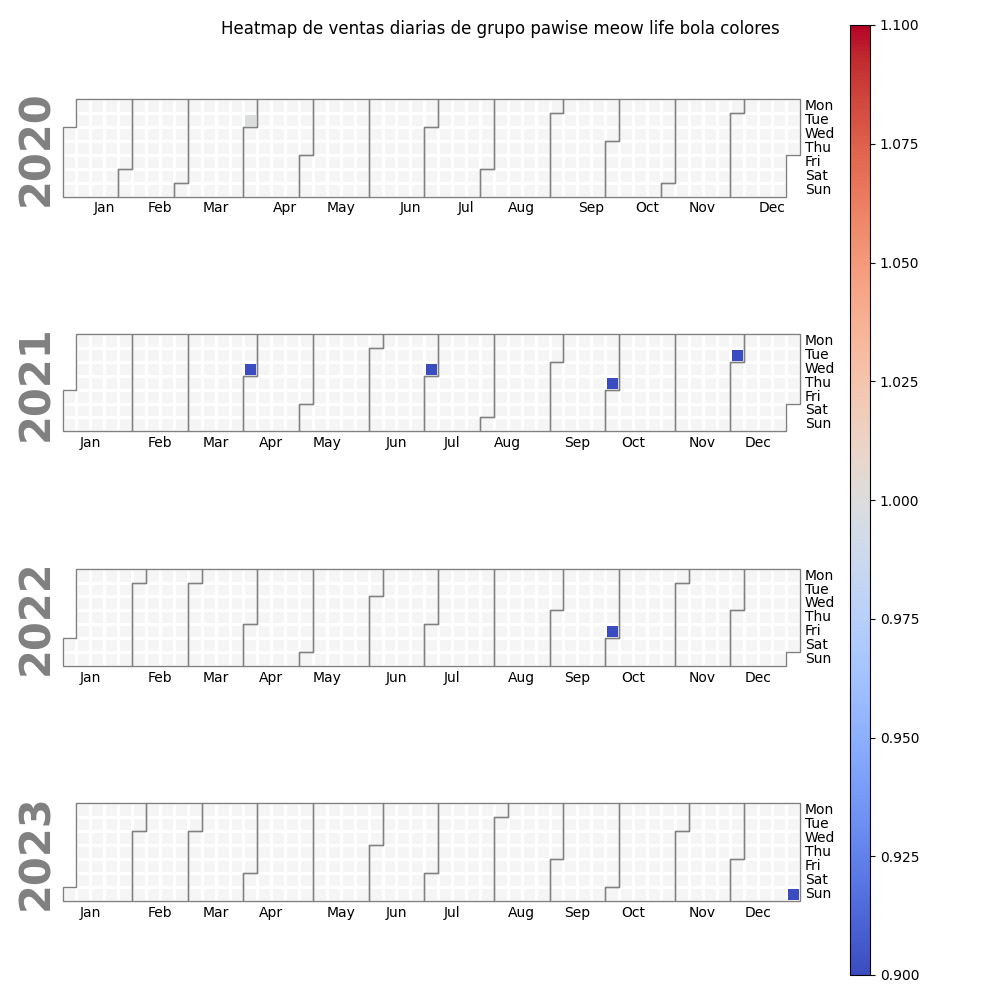 Heatmap de ventas diarias de grupo pawise meow life bola colores
2020
Mon
Tue
Wed
Thu
Fri
Sat
Sun
Jan Feb Mar Apr May Jun Jul Aug Sep Oct Nov Dec
2021
Mon
Tue
Wed
Thu
Fri
Sat
Sun
Jan Feb Mar Apr May Jun Jul Aug Sep Oct Nov Dec
2022
Mon
Tue
Wed
Thu
Fri
Sat
Sun
Jan Feb Mar Apr May Jun Jul Aug Sep Oct Nov Dec
2023
Mon
Tue
Wed
Thu
Fri
Sat
Sun
Jan Feb Mar Apr May Jun Jul Aug Sep Oct Nov Dec
1.100
1.075
1.050
1.025
1.000
0.975
0.950
0.925
0.900